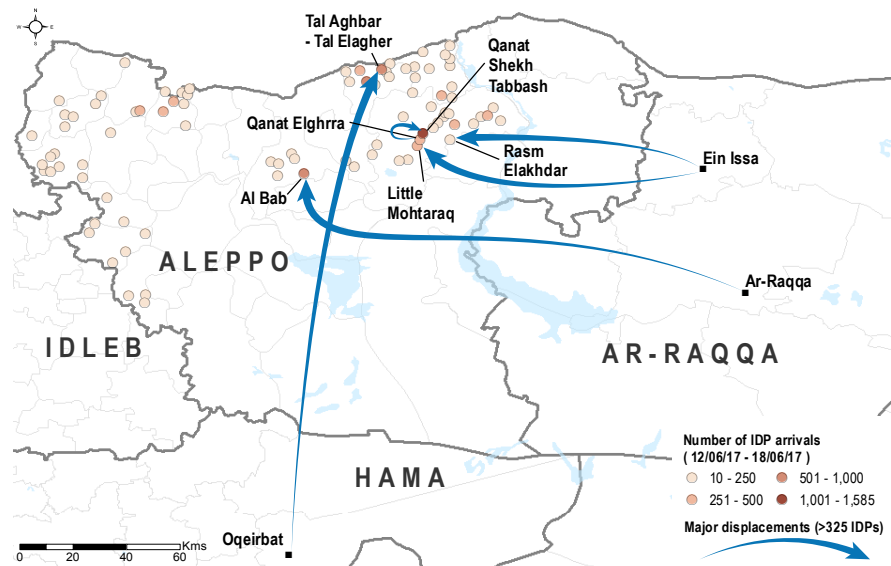 N
W E
S
Tal Aghbar
- Tal Elagher
Qanat
Shekh
Tabbash
Qanat Elghrra
Rasm
Elakhdar
Ein Issa
Al Bab
Little
Mohtaraq
ALEPPO
Ar-Raqqa
IDLEB
AR-RAQQA
HAMA
Oqeirbat
Number of IDP arrivals
( 12/06/17 - 18/06/17 )
10 - 250
501 - 1,000
251 - 500
1,001 - 1,585
Major displacements (>325 IDPs)
Kms
0 20 40 60